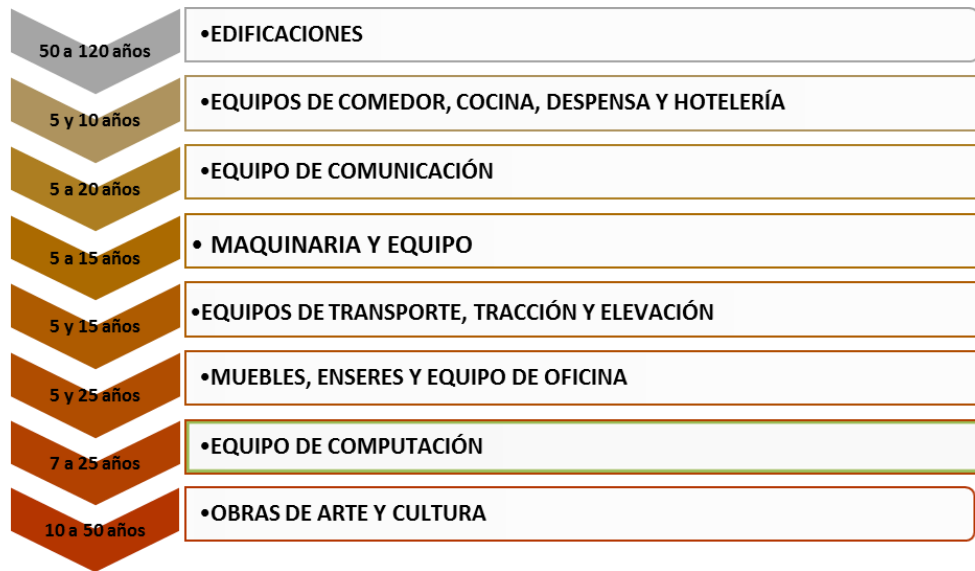 50 a 120 años
•EDIFICACIONES
5 y 10 años
•EQUIPOS DE COMEDOR, COCINA, DESPENSA Y HOTELERÍA
5 a 20 años
•EQUIPO DE COMUNICACIÓN
5 a 15 años
• MAQUINARIA Y EQUIPO
5 y 15 años
•EQUIPOS DE TRANSPORTE, TRACCIÓN Y ELEVACIÓN
5 y 25 años
•MUEBLES, ENSERES Y EQUIPO DE OFICINA
7 a 25 años
•EQUIPO DE COMPUTACIÓN
10 a 50 años
•OBRAS DE ARTE Y CULTURA